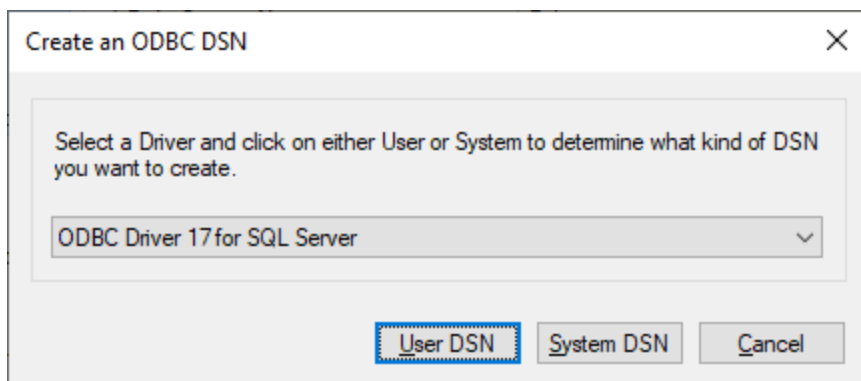 Create an ODBC DSN
Select a Driver and click on either User or System to determine what kind of DSN
you want to create.
ODBC Driver 17 for SQL Server
User DSN
System DSN
Cancel